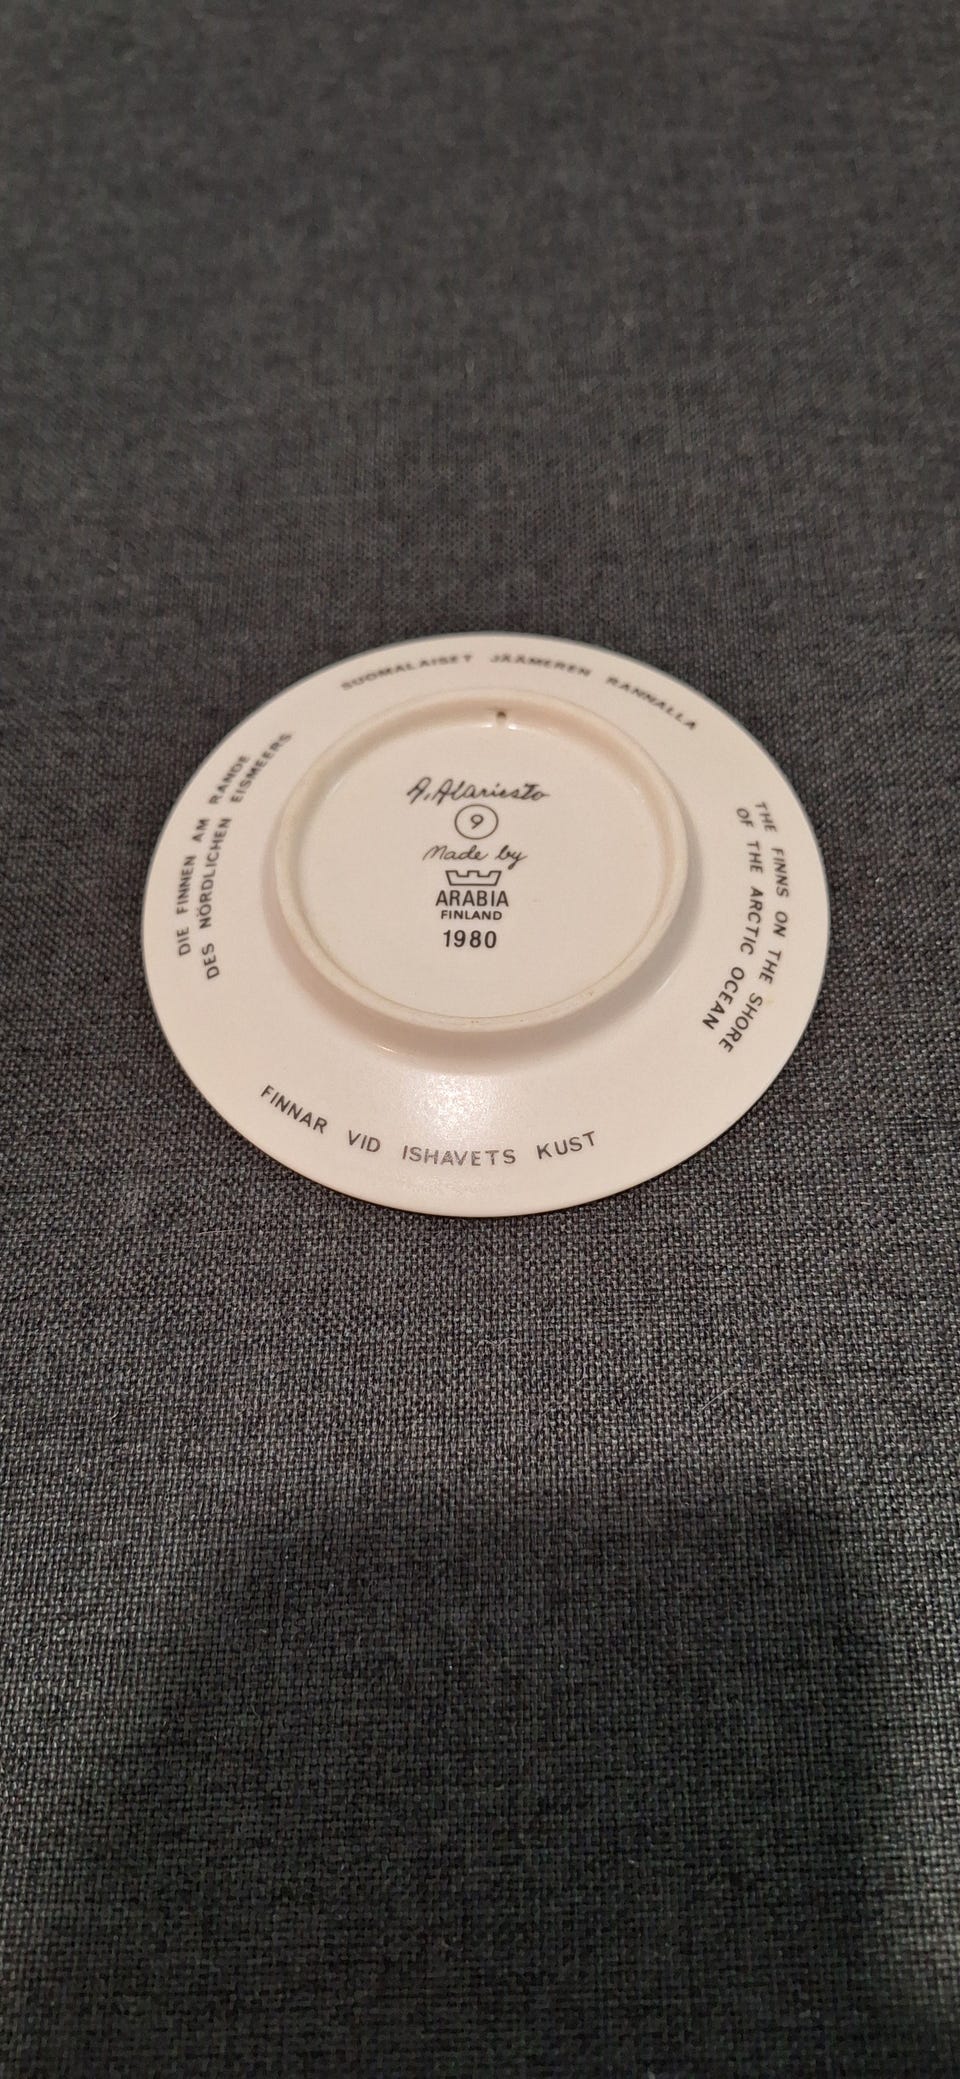 SUOMALAISET JÄÄMEREN RANNALLA
THE FINNS ON THE SHORE
OF THE ARCTIC OCEAN
FINNAR VID ISHAVETS KUST
DIE FINNEN AM RANDE
DES NÖRDLICHEN EISMEERS
A. Alariesto
9
Made by
ARABIA
FINLAND
1980